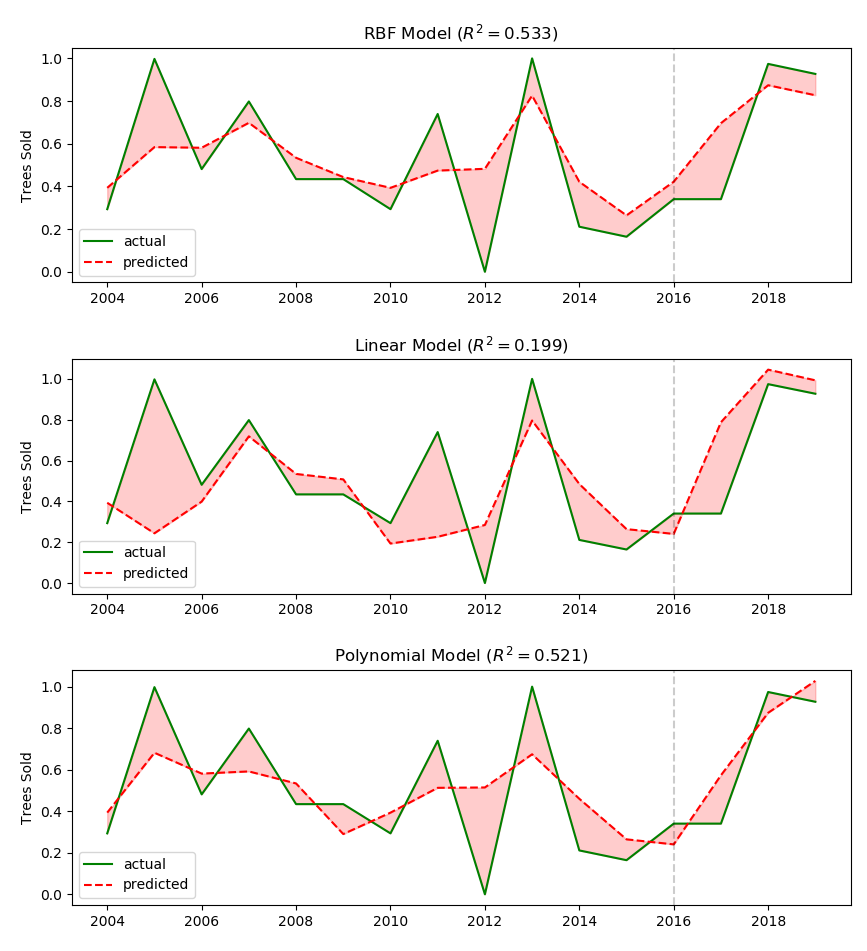 RBF Model (R² = 0.533)
Trees Sold
1.0
0.8
0.6
0.4
0.2
0.0
actual
predicted
2004 2006 2008 2010 2012 2014 2016 2018
Linear Model (R² = 0.199)
Trees Sold
1.0
0.8
0.6
0.4
0.2
0.0
actual
predicted
2004 2006 2008 2010 2012 2014 2016 2018
Polynomial Model (R² = 0.521)
Trees Sold
1.0
0.8
0.6
0.4
0.2
0.0
actual
predicted
2004 2006 2008 2010 2012 2014 2016 2018